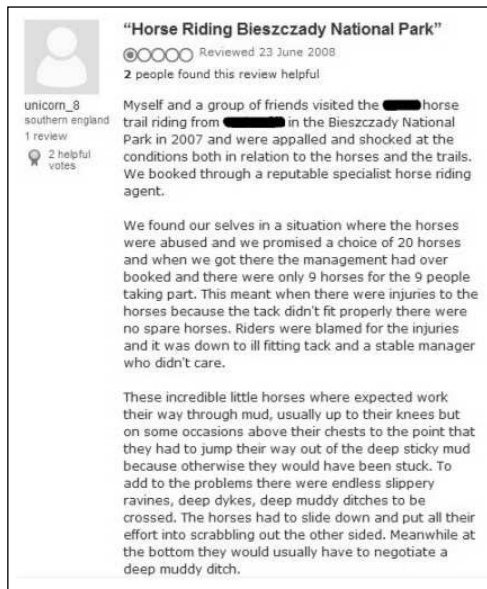 “Horse Riding Bieszczady National Park”
Reviewed 23 June 2008
2 people found this review helpful
unicorn_8
southern england
1 review
2 helpful
votes
Myself and a group of friends visited the horse
trail riding from in the Bieszczady National
Park in 2007 and were appalled and shocked at the
conditions both in relation to the horses and the trails.
We booked through a reputable specialist horse riding
agent.
We found our selves in a situation where the horses
were abused and we promised a choice of 20 horses
and when we got there the management had over
booked and there were only 9 horses for the 9 people
taking part. This meant when there were injuries to the
horses because the tack didn't fit properly there were
no spare horses. Riders were blamed for the injuries
and it was down to ill fitting tack and a stable manager
who didn't care.
These incredible little horses where expected work
their way through mud, usually up to their knees but
on some occasions above their chests to the point that
they had to jump their way out of the deep sticky mud
because otherwise they would have been stuck. To
add to the problems there were endless slippery
ravines, deep dykes, deep muddy ditches to be
crossed. The horses had to slide down and put all their
effort into scrabbling out the other sided. Meanwhile at
the bottom they would usually have to negotiate a
deep muddy ditch.